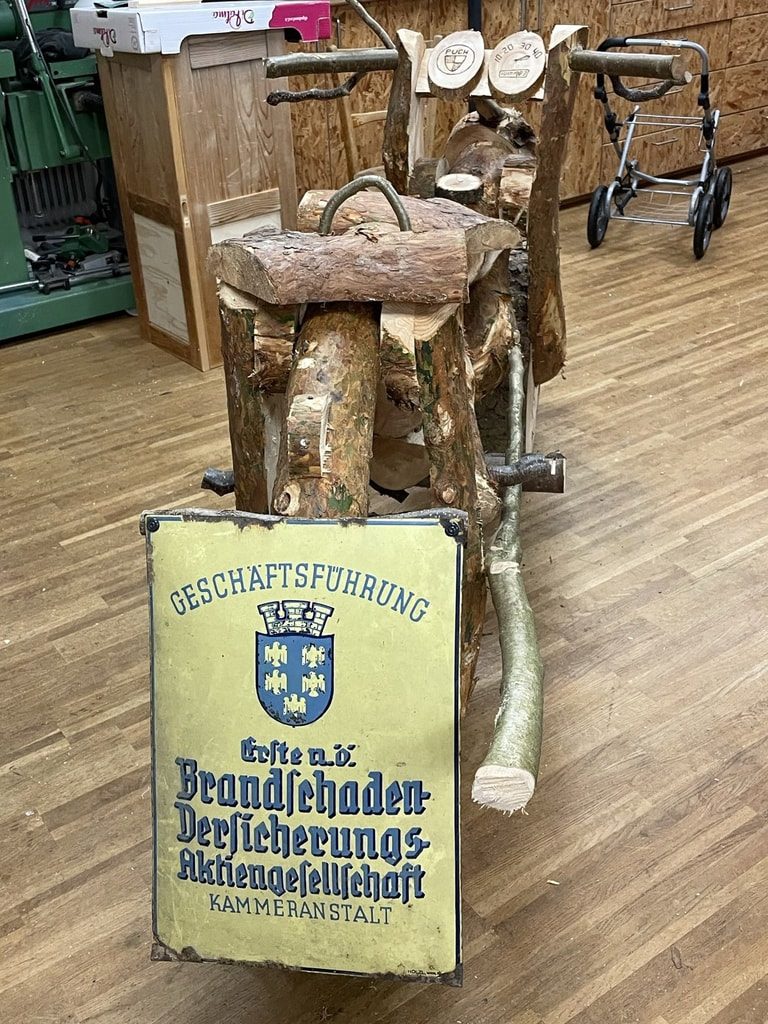 PUCH
10 20 30 40
GESCHÄFTSFÜHRUNG
Erſte n.ö.
Brandſchaden-
Verſicherungs-
Aktiengeſellſchaft
KAMMERANSTALT